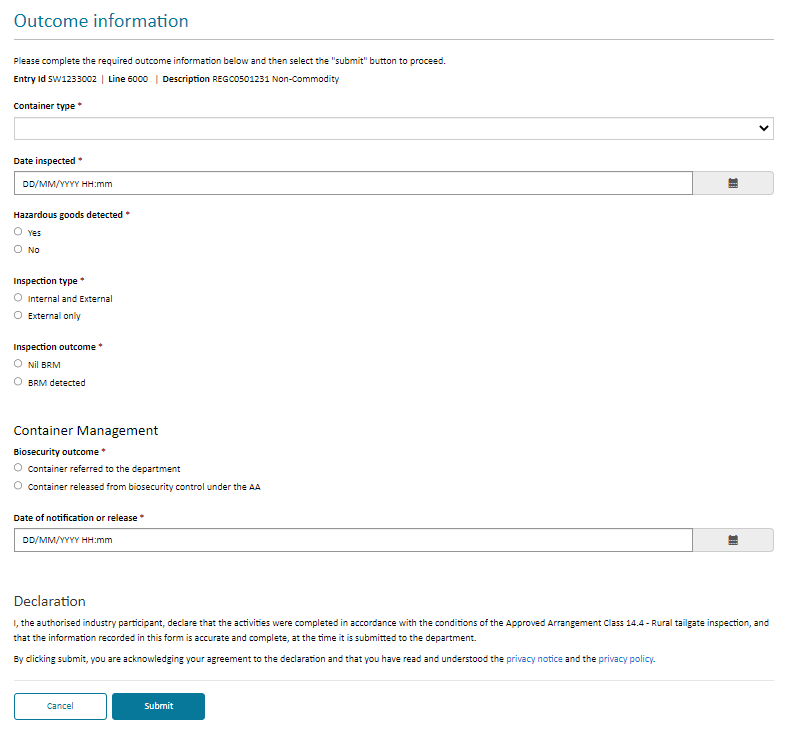 Outcome information
Please complete the required outcome information below and then select the "submit" button to proceed.
Entry Id SW1233002 | Line 6000 | Description REGC0501231 Non-Commodity
Container type *
Date inspected *
DD/MM/YYYY HH:mm
Hazardous goods detected *
Yes
No
Inspection type *
Internal and External
External only
Inspection outcome *
Nil BRM
BRM detected
Container Management
Biosecurity outcome *
Container referred to the department
Container released from biosecurity control under the AA
Date of notification or release *
DD/MM/YYYY HH:mm
Declaration
I, the authorised industry participant, declare that the activities were completed in accordance with the conditions of the Approved Arrangement Class 14.4 - Rural tailgate inspection, and
that the information recorded in this form is accurate and complete, at the time it is submitted to the department.
By clicking submit, you are acknowledging your agreement to the declaration and that you have read and understood the privacy notice and the privacy policy.
Cancel Submit